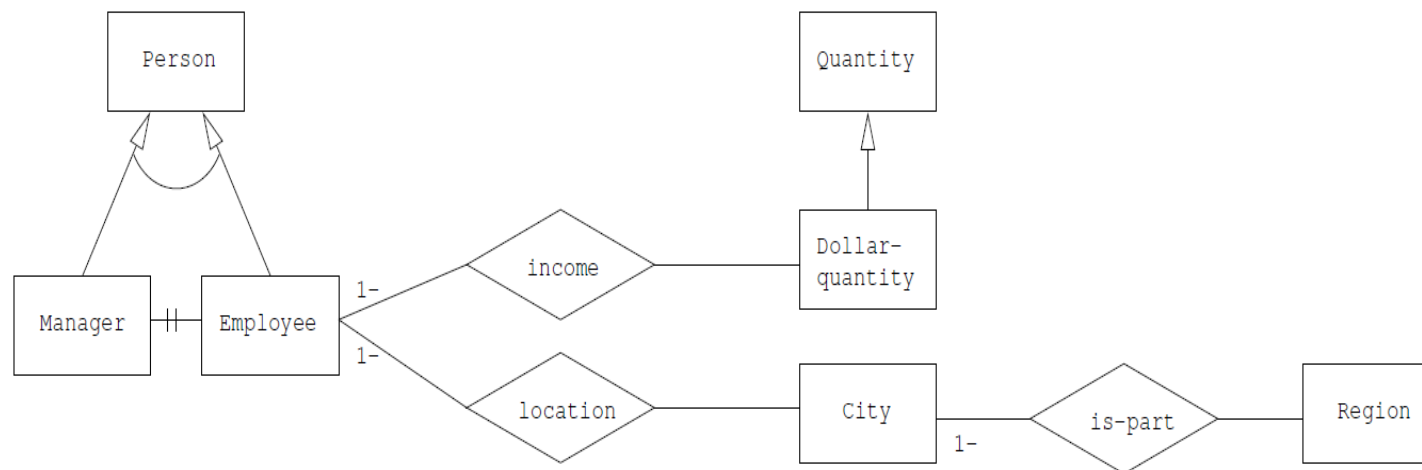 Person
Quantity
Dollar-
quantity
income
1-
Manager
Employee
1-
location
City
is-part
Region
1-